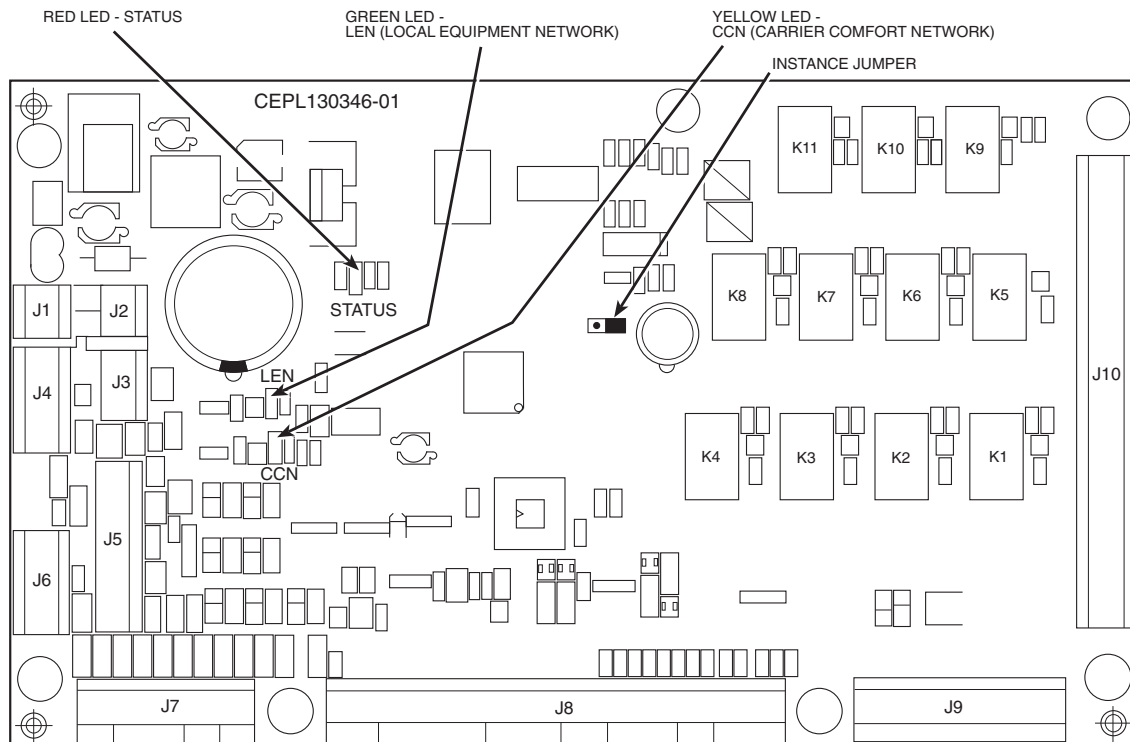 RED LED - STATUS
GREEN LED -
LEN (LOCAL EQUIPMENT NETWORK)
YELLOW LED -
CCN (CARRIER COMFORT NETWORK)
INSTANCE JUMPER
CEPL130346-01
K11
K10
K9
K8
K7
K6
K5
STATUS
J1
J2
J3
J4
LEN
CCN
K4
K3
K2
K1
J10
J5
J6
J7
J8
J9